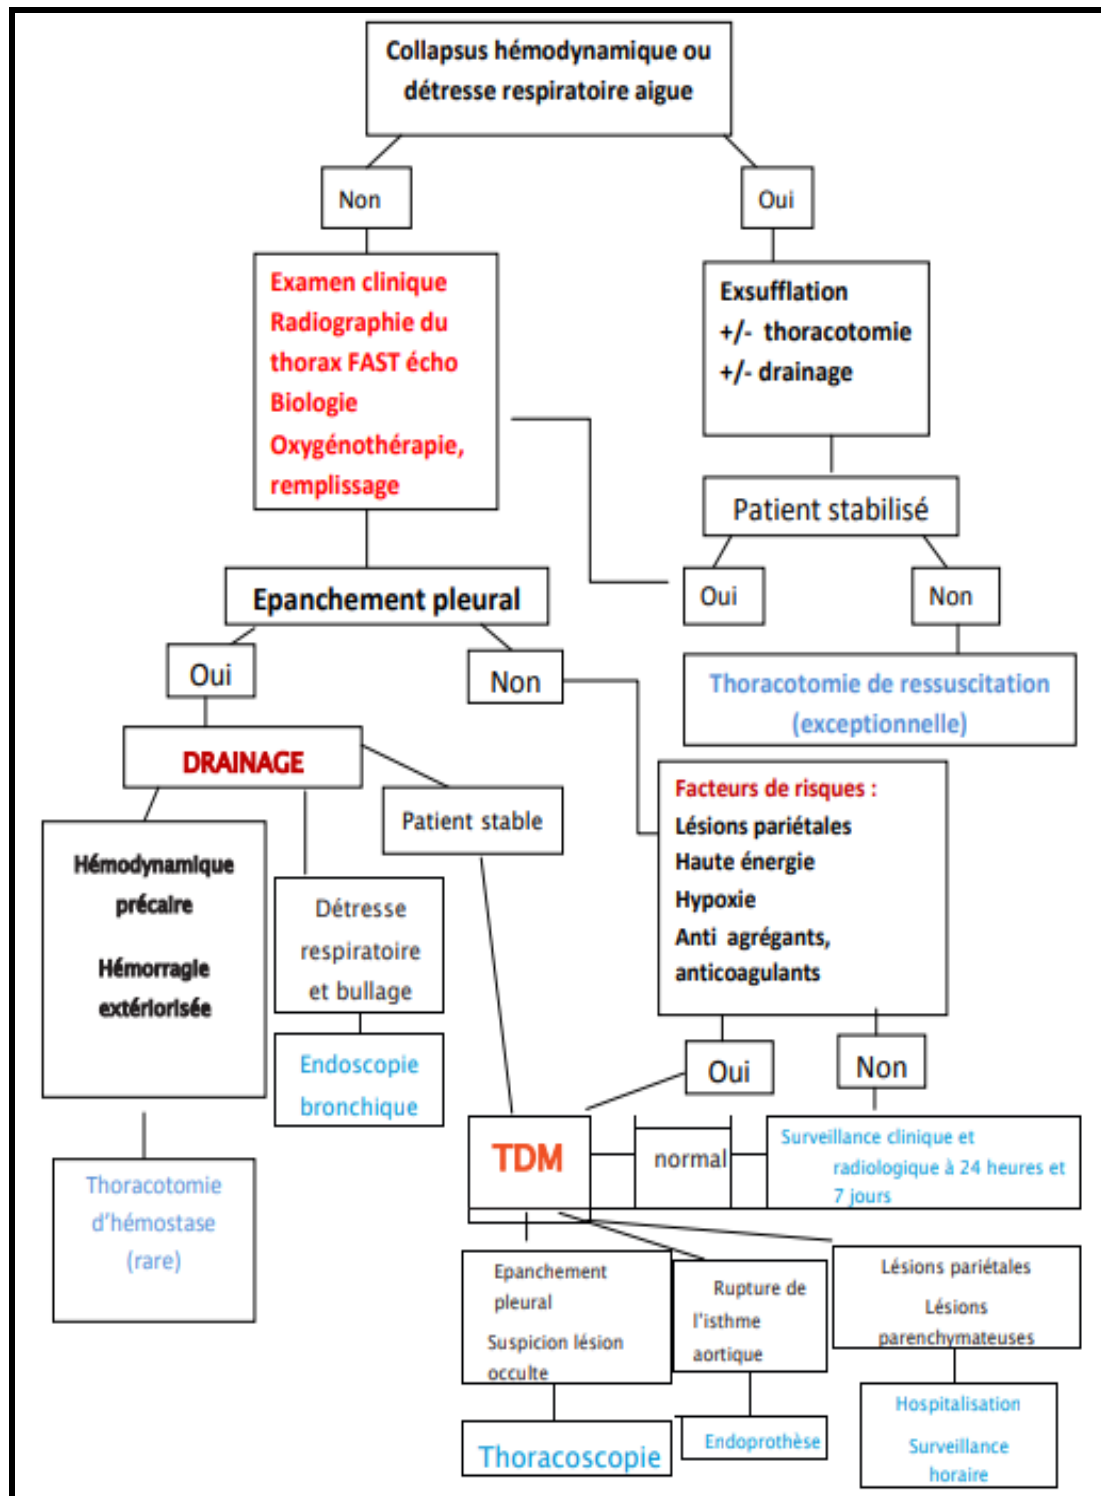 Collapsus hémodynamique ou
détresse respiratoire aigue
Non
Oui
Examen clinique
Radiographie du
thorax FAST écho
Biologie
Oxygénothérapie,
remplissage
Exsufflation
+/- thoracotomie
+/- drainage
Patient stabilisé
Oui
Non
Thoracotomie de ressuscitation
(exceptionnelle)
Epanchement pleural
Oui
Non
DRAINAGE
Patient stable
Hémodynamique
précaire
Hémorragie
extériorisée
Détresse
respiratoire
et bullage
Endoscopie
bronchique
Thoracotomie
d'hémostase
(rare)
Facteurs de risques :
Lésions pariétales
Haute énergie
Hypoxie
Anti agrégants,
anticoagulants
Oui
Non
TDM
normal
Surveillance clinique et
radiologique à 24 heures et
7 jours
Epanchement
pleural
Suspicion lésion
occulte
Thoracoscopie
Rupture de
l'isthme
aortique
Endoprothèse
Lésions pariétales
Lésions
parenchymateuses
Hospitalisation
Surveillance
horaire